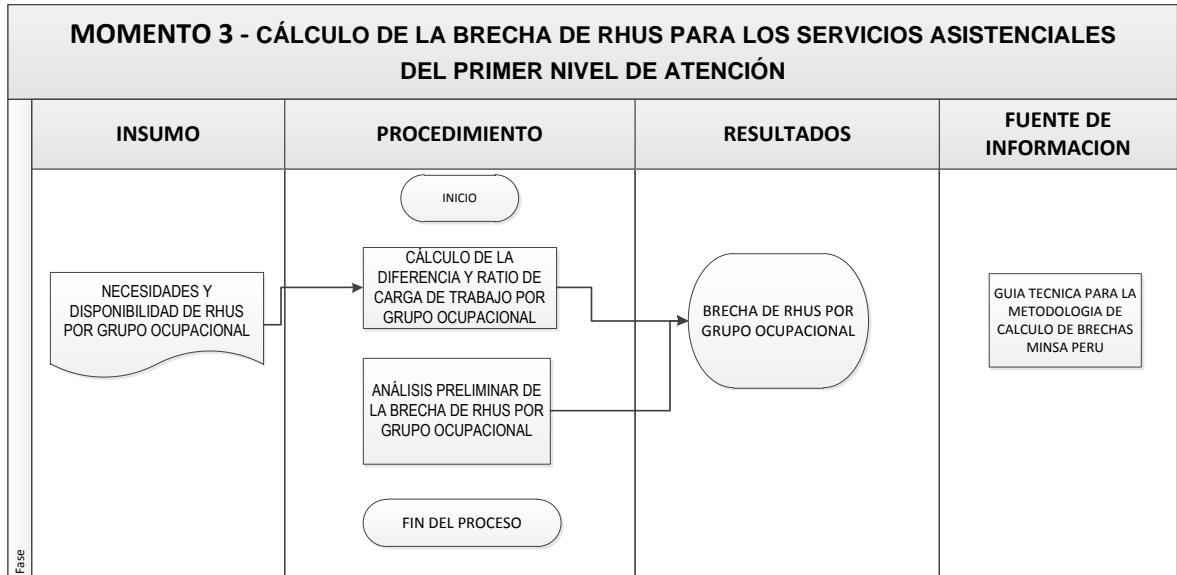 MOMENTO 3 - CÁLCULO DE LA BRECHA DE RHUS PARA LOS SERVICIOS ASISTENCIALES
DEL PRIMER NIVEL DE ATENCIÓN
INSUMO
PROCEDIMIENTO
RESULTADOS
FUENTE DE
INFORMACION
INICIO
NECESIDADES Y
DISPONIBILIDAD DE RHUS
POR GRUPO OCUPACIONAL
CÁLCULO DE LA
DIFERENCIA Y RATIO DE
CARGA DE TRABAJO POR
GRUPO OCUPACIONAL
ANÁLISIS PRELIMINAR DE
LA BRECHA DE RHUS POR
GRUPO OCUPACIONAL
FIN DEL PROCESO
BRECHA DE RHUS POR
GRUPO OCUPACIONAL
GUIA TECNICA PARA LA
METODOLOGIA DE
CALCULO DE BRECHAS
MINSA PERU
Fase